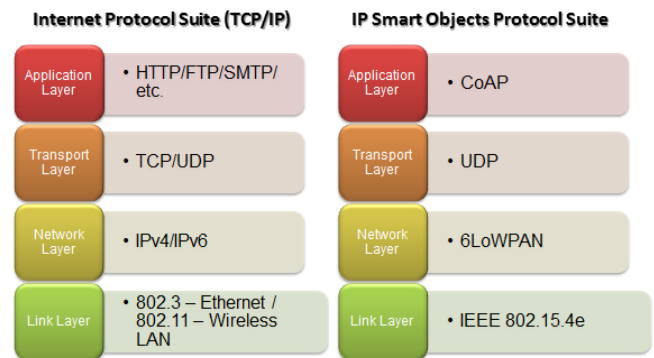 Internet Protocol Suite (TCP/IP)
IP Smart Objects Protocol Suite
Application
Layer
• HTTP/FTP/SMTP/
etc.
Application
Layer
• CoAP
Transport
Layer
• TCP/UDP
Transport
Layer
• UDP
Network
Layer
• IPv4/IPv6
Network
Layer
• 6LoWPAN
Link Layer
• 802.3 – Ethernet /
802.11 – Wireless
LAN
Link Layer
• IEEE 802.15.4e